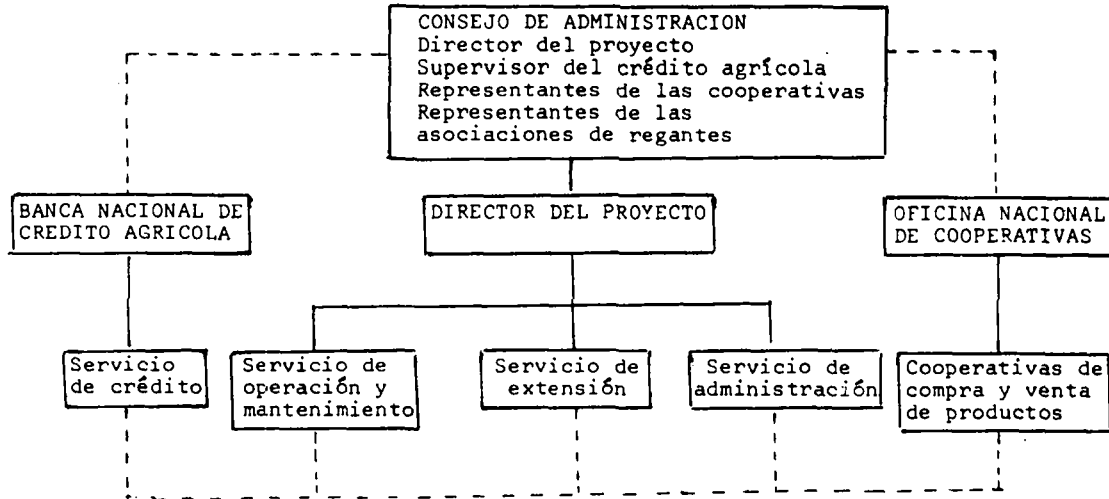 CONSEJO DE ADMINISTRACION
Director del proyecto
Supervisor del crédito agrícola
Representantes de las cooperativas
Representantes de las
asociaciones de regantes
BANCA NACIONAL DE
CREDITO AGRICOLA
DIRECTOR DEL PROYECTO
OFICINA NACIONAL
DE COOPERATIVAS
Servicio
de crédito
Servicio de
operación y
mantenimiento
Servicio de
extensión
Servicio de
administración
Cooperativas de
compra y venta
de productos